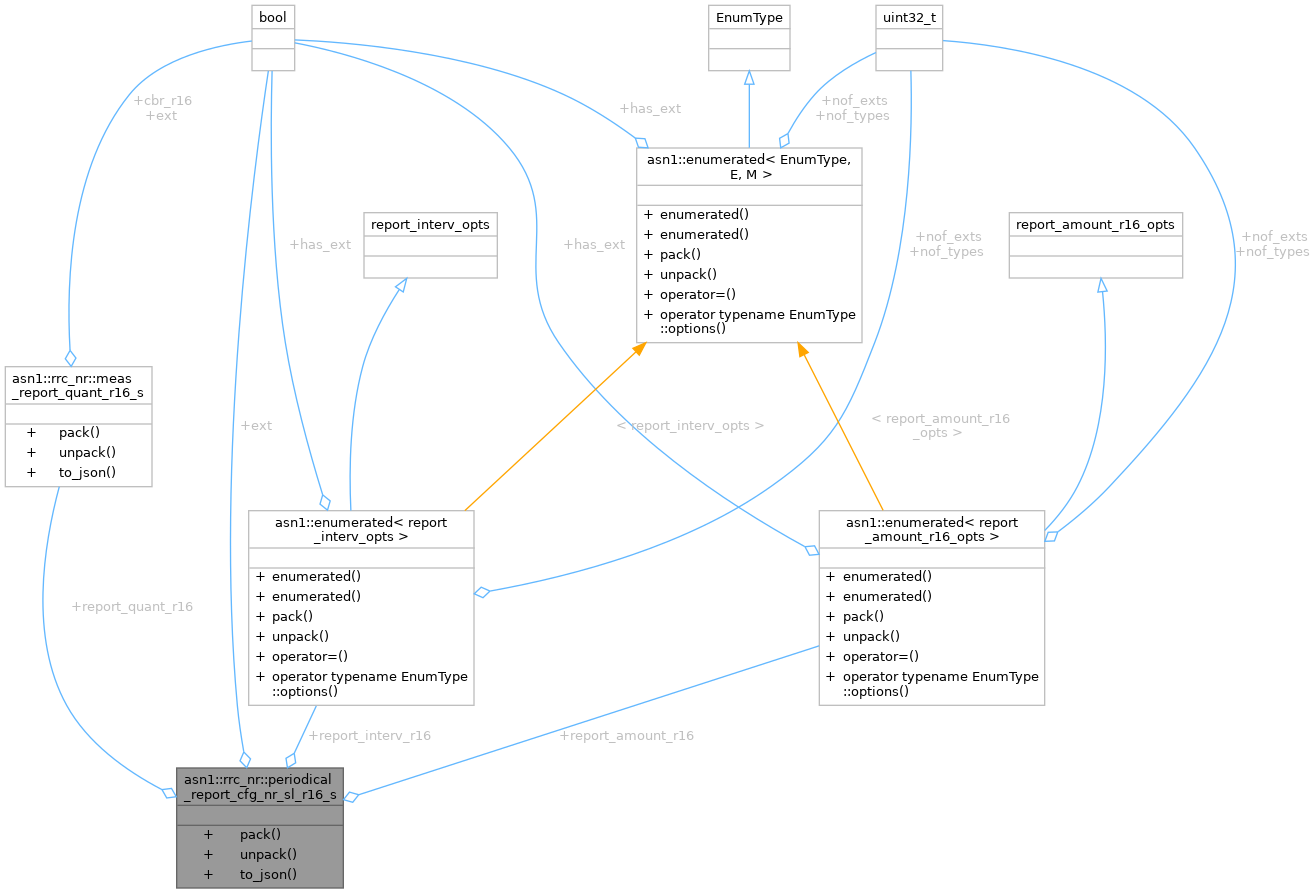 bool
EnumType
uint32_t
+cbr_r16
+ext
+has_ext
+nof_exts
+nof_types
asn1::enumerated< EnumType,
E, M >
+ enumerated()
+ enumerated()
+ pack()
+ unpack()
+ operator=()
+ operator typename EnumType
::options()
report_interv_opts
report_amount_r16_opts
+has_ext
+has_ext
+nof_exts
+nof_types
+nof_exts
+nof_types
asn1::rrc_nr::meas
_report_quant_r16_s
+ pack()
+ unpack()
+ to_json()
+ext
< report_interv_opts >
< report_amount_r16
_opts >
asn1::enumerated< report
_interv_opts >
+ enumerated()
+ enumerated()
+ pack()
+ unpack()
+ operator=()
+ operator typename EnumType
::options()
asn1::enumerated< report
_amount_r16_opts >
+ enumerated()
+ enumerated()
+ pack()
+ unpack()
+ operator=()
+ operator typename EnumType
::options()
+report_quant_r16
+report_interv_r16
+report_amount_r16
asn1::rrc_nr::periodical
_report_cfg_nr_sl_r16_s
+ pack()
+ unpack()
+ to_json()